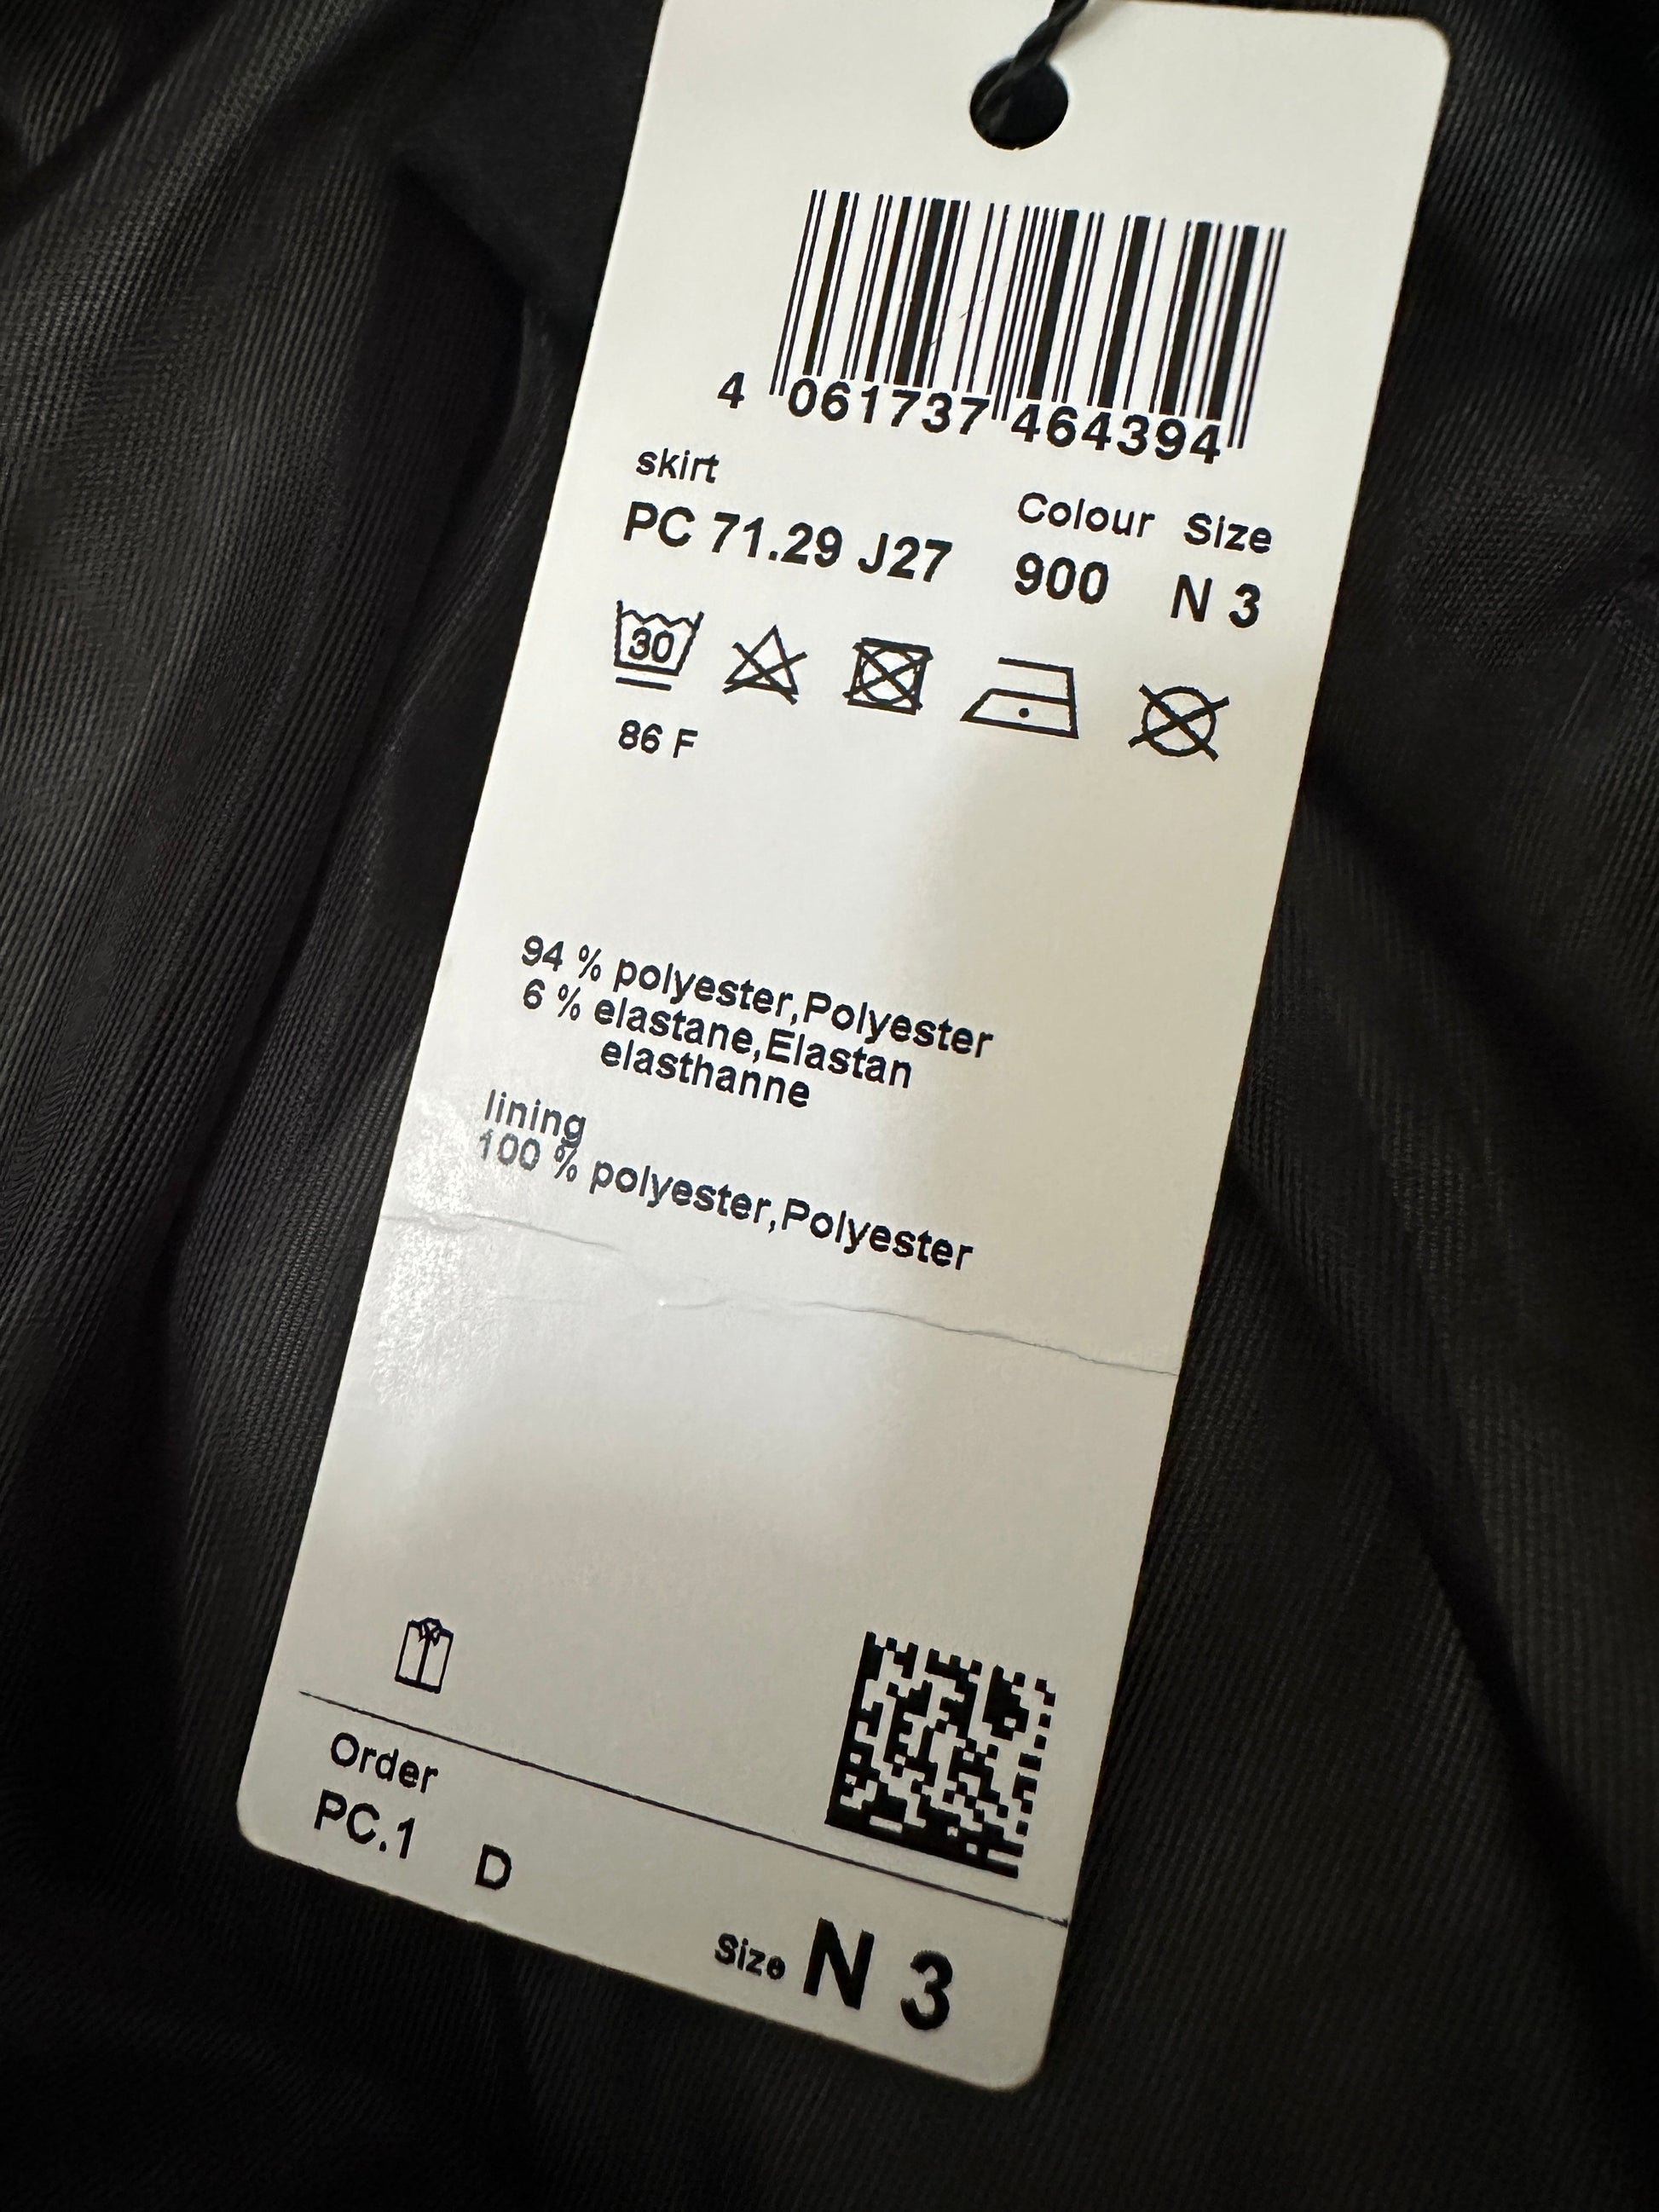 4 061737 464394
skirt Colour Size
PC 71.29 J27 900 N 3
30
86 F
94 % polyester,Polyester
6 % elastane,Elastan
elasthanne
lining
100 % polyester,Polyester
Order
PC.1 D
Size N 3